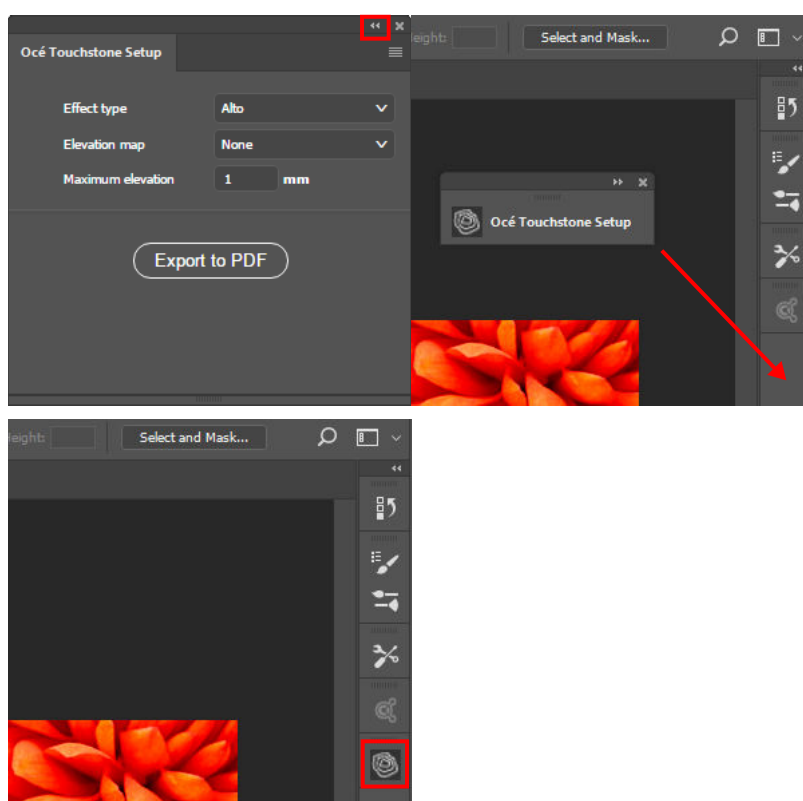 Océ Touchstone Setup
Effect type Alto
Elevation map None
Maximum elevation 1 mm
Export to PDF
eight: Select and Mask...
Océ Touchstone Setup
eight: Select and Mask...